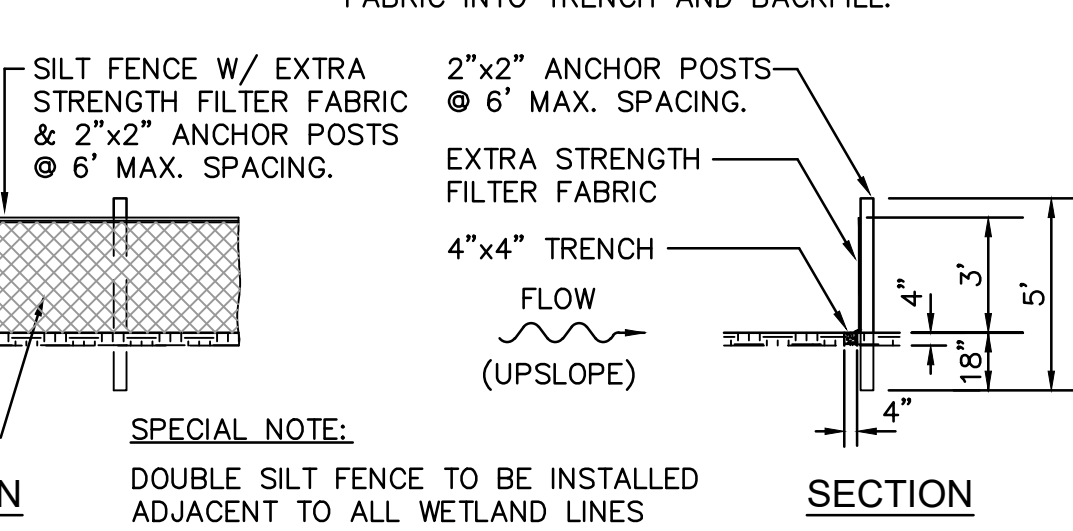 FABRIC INTO TRENCH AND BACKFILL.
SILT FENCE W/ EXTRA
STRENGTH FILTER FABRIC
& 2"x2" ANCHOR POSTS
@ 6' MAX. SPACING.
2"x2" ANCHOR POSTS
@ 6' MAX. SPACING.
EXTRA STRENGTH
FILTER FABRIC
4"x4" TRENCH
FLOW
(UPSLOPE)
4"
3'
5'
18"
4"
SPECIAL NOTE:
DOUBLE SILT FENCE TO BE INSTALLED
ADJACENT TO ALL WETLAND LINES
SECTION